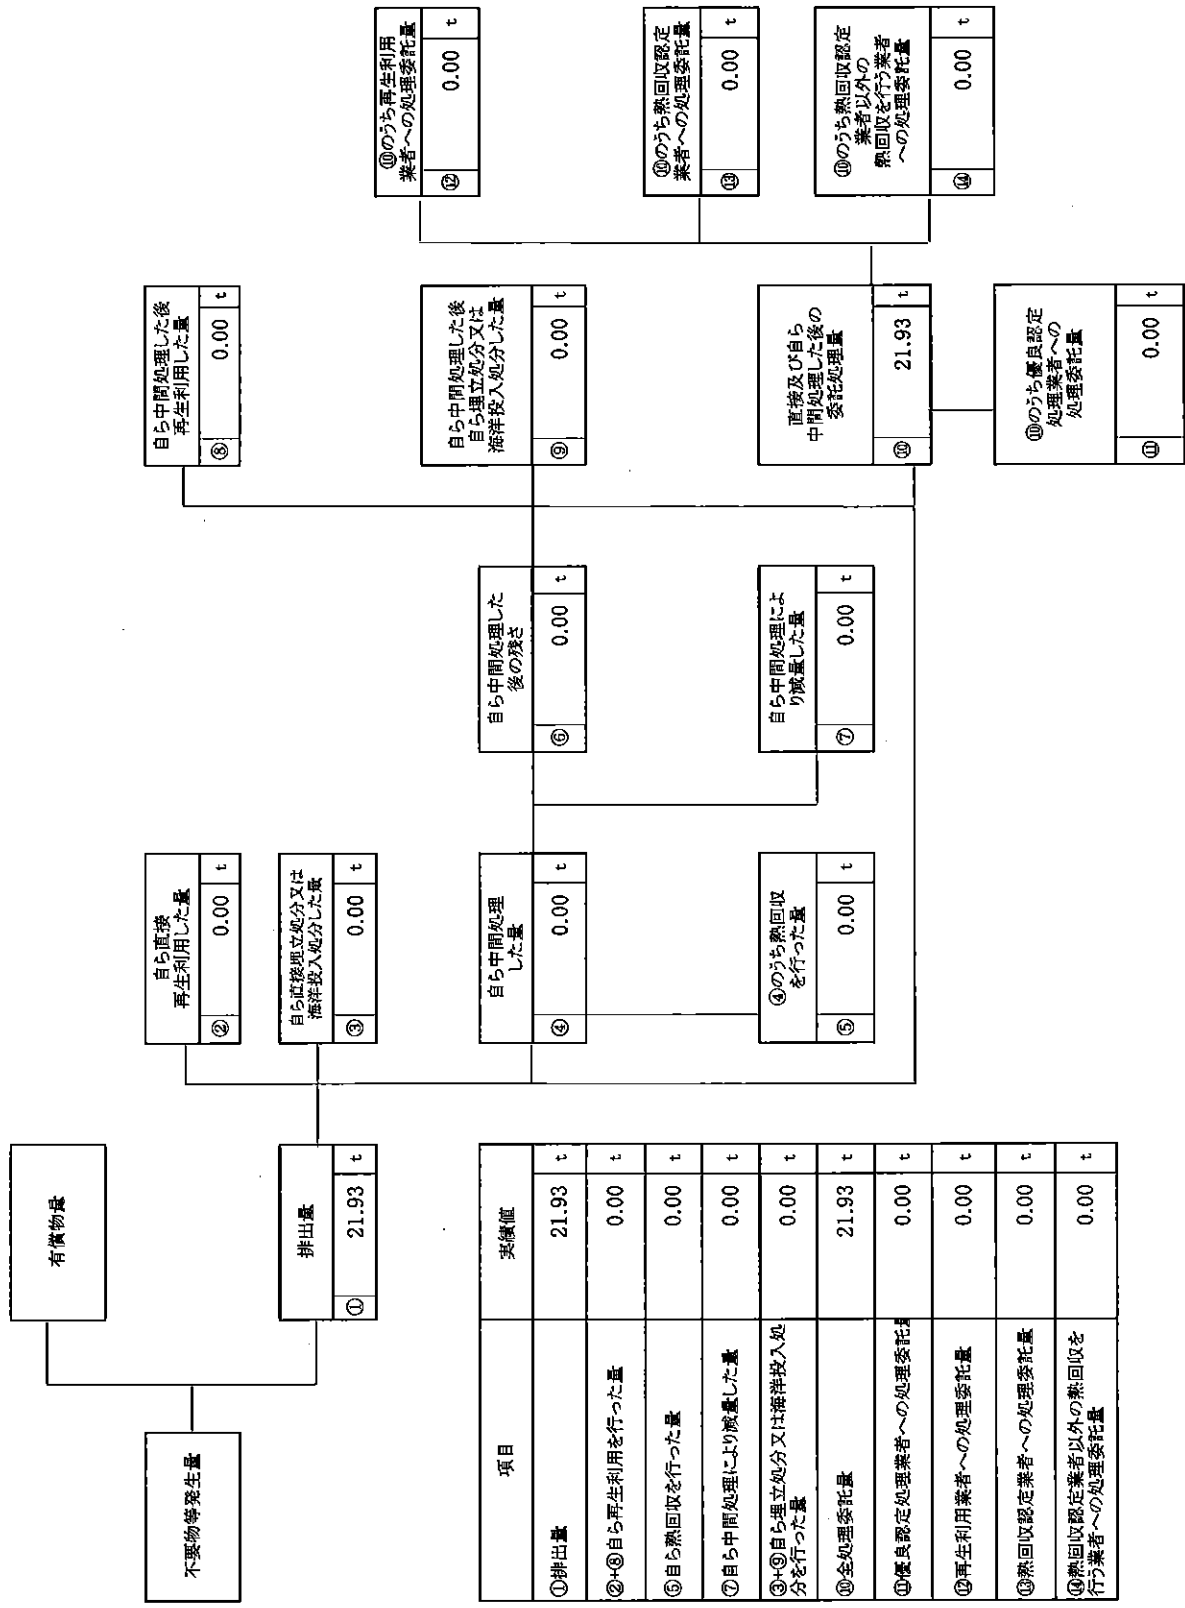 不要物等発生量
有償物量
排出量
① 21.93 t
自ら直接
再生利用した量
② 0.00 t
自ら直接埋立処分又は
海洋投入処分した量
③ 0.00 t
自ら中間処理
した量
④ 0.00 t
④のうち熱回収
を行った量
⑤ 0.00 t
自ら中間処理した
後の残さ
⑥ 0.00 t
自ら中間処理によ
り減量した量
⑦ 0.00 t
自ら中間処理した後
再生利用した量
⑧ 0.00 t
自ら中間処理した後
自ら埋立処分又は
海洋投入処分した量
⑨ 0.00 t
直接及び自ら
中間処理した後の
委託処理量
⑩ 21.93 t
⑩のうち優良認定
処理業者への
処理委託量
⑪ 0.00 t
⑩のうち再生利用
業者への処理委託量
⑫ 0.00 t
⑩のうち熱回収認定
業者への処理委託量
⑬ 0.00 t
⑩のうち熱回収認定
業者以外の
熱回収を行う業者
への処理委託量
⑭ 0.00 t
項目 実績値
①排出量 21.93 t
②+⑧自ら再生利用を行った量 0.00 t
⑤自ら熱回収を行った量 0.00 t
⑦自ら中間処理により減量した量 0.00 t
③+⑨自ら埋立処分又は海洋投入処
分を行った量 0.00 t
⑩全処理委託量 21.93 t
⑪優良認定処理業者への処理委託量 0.00 t
⑫再生利用業者への処理委託量 0.00 t
⑬熱回収認定業者への処理委託量 0.00 t
⑭熱回収認定業者以外の熱回収を
行う業者への処理委託量 0.00 t